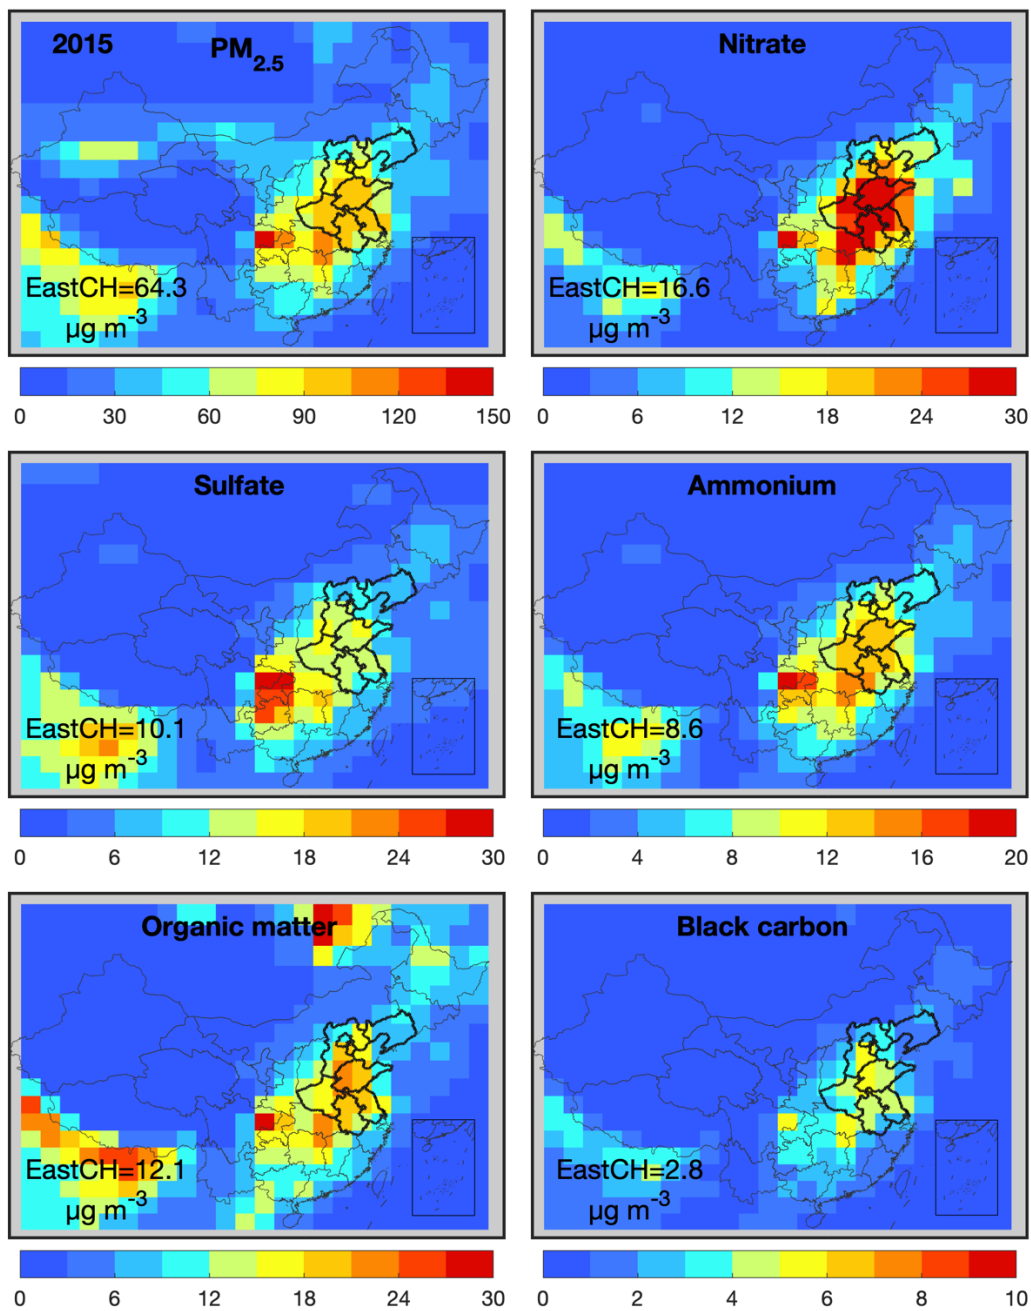 2015
PM2.5
Nitrate
EastCH=64.3
µg m-3
EastCH=16.6
µg m-3
0 30 60 90 120 150
0 6 12 18 24 30
Sulfate
Ammonium
EastCH=10.1
µg m-3
EastCH=8.6
µg m-3
0 6 12 18 24 30
0 4 8 12 16 20
Organic matter
Black carbon
EastCH=12.1
µg m-3
EastCH=2.8
µg m-3
0 6 12 18 24 30
0 2 4 6 8 10